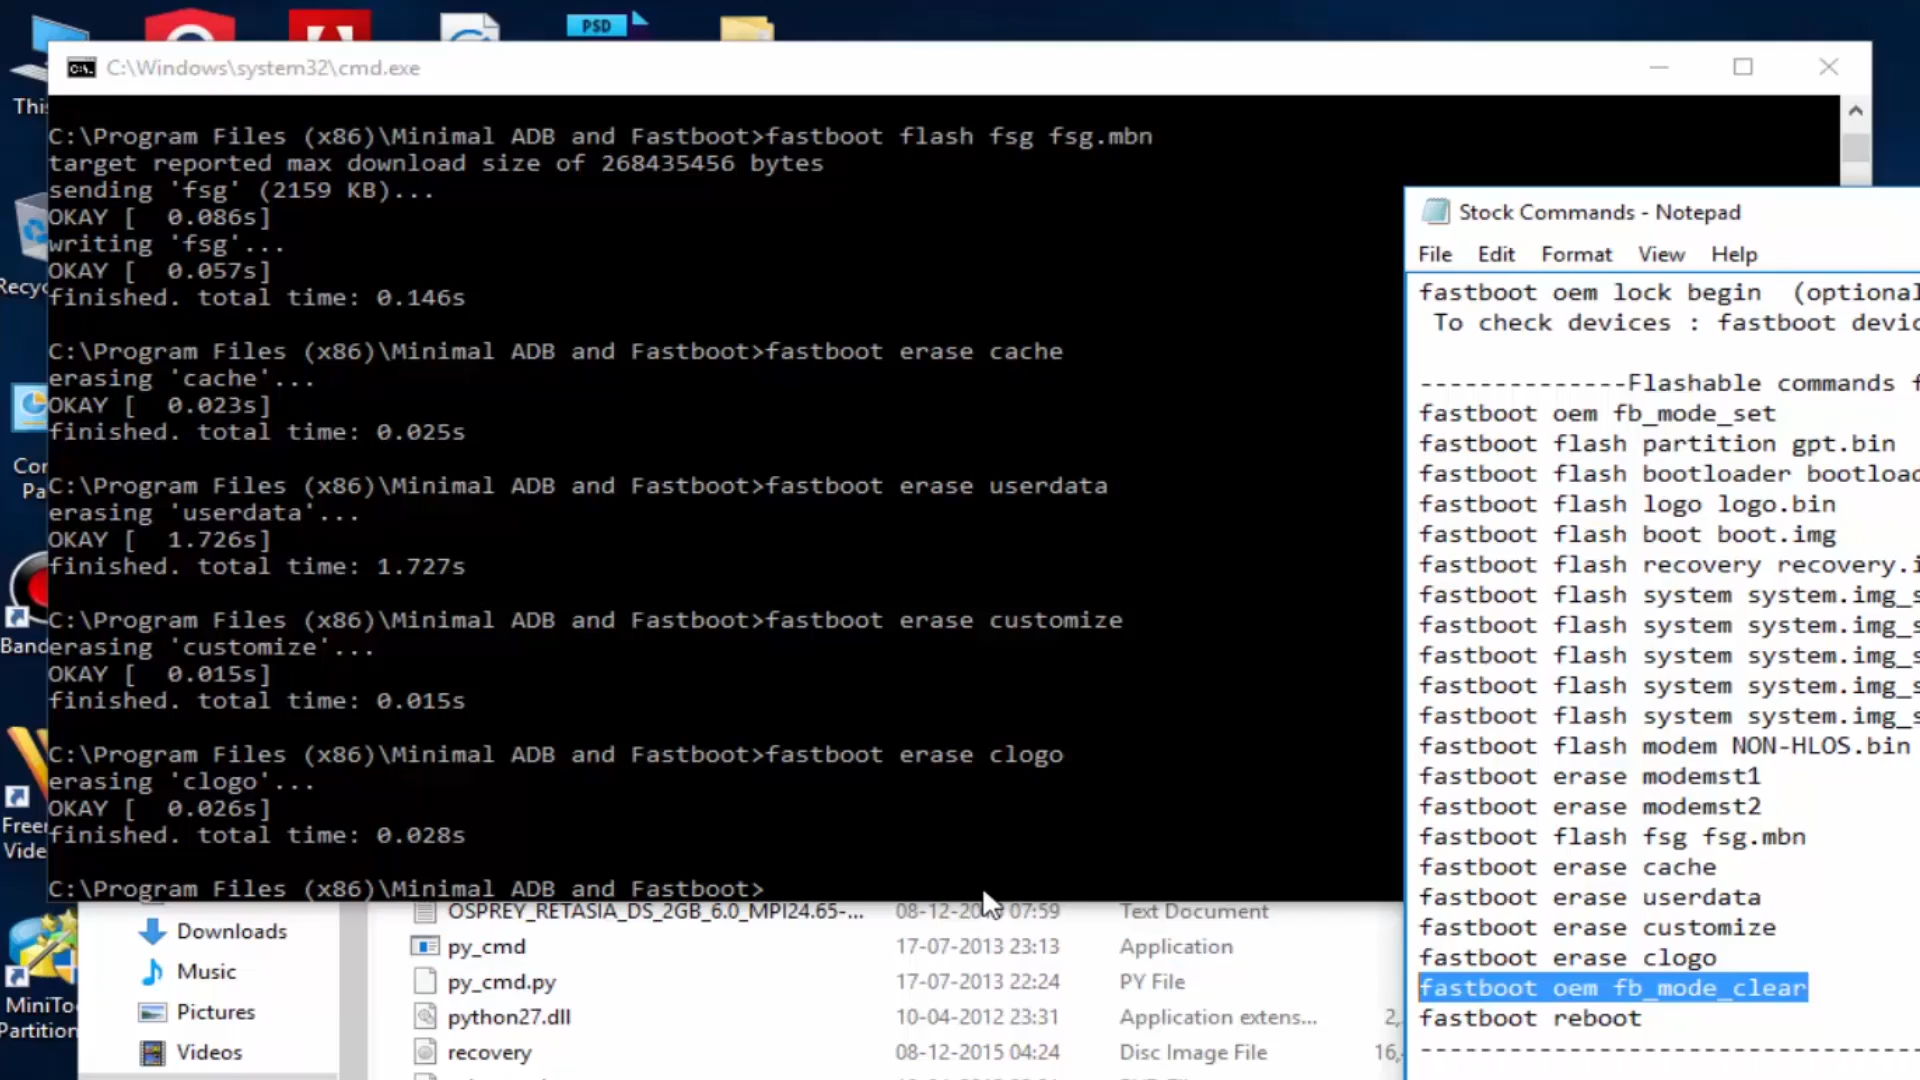 PSD
C:\Windows\system32\cmd.exe
C:\Program Files (x86)\Minimal ADB and Fastboot>fastboot flash fsg fsg.mbn
target reported max download size of 268435456 bytes
sending 'fsg' (2159 KB)...
OKAY [  0.086s]
writing 'fsg'...
OKAY [  0.057s]
finished. total time: 0.146s
C:\Program Files (x86)\Minimal ADB and Fastboot>fastboot erase cache
erasing 'cache'...
OKAY [  0.023s]
finished. total time: 0.025s
C:\Program Files (x86)\Minimal ADB and Fastboot>fastboot erase userdata
erasing 'userdata'...
OKAY [  1.726s]
finished. total time: 1.727s
C:\Program Files (x86)\Minimal ADB and Fastboot>fastboot erase customize
erasing 'customize'...
OKAY [  0.015s]
finished. total time: 0.015s
C:\Program Files (x86)\Minimal ADB and Fastboot>fastboot erase clogo
erasing 'clogo'...
OKAY [  0.026s]
finished. total time: 0.028s
C:\Program Files (x86)\Minimal ADB and Fastboot>
Stock Commands - Notepad
File Edit Format View Help
fastboot oem lock begin  (optional
To check devices : fastboot devic
--------------Flashable commands f
fastboot oem fb_mode_set
fastboot flash partition gpt.bin
fastboot flash bootloader bootload
fastboot flash logo logo.bin
fastboot flash boot boot.img
fastboot flash recovery recovery.i
fastboot flash system system.img_s
fastboot flash system system.img_s
fastboot flash system system.img_s
fastboot flash system system.img_s
fastboot flash system system.img_s
fastboot flash modem NON-HLOS.bin
fastboot erase modemst1
fastboot erase modemst2
fastboot flash fsg fsg.mbn
fastboot erase cache
fastboot erase userdata
fastboot erase customize
fastboot erase clogo
fastboot oem fb_mode_clear
fastboot reboot
Downloads
Music
Pictures
Videos
OSPREY_RETASIA_DS_2GB_6.0_MPI24.65-... 07:59 Text Document
py_cmd 17-07-2013 23:13 Application
py_cmd.py 17-07-2013 22:24 PY File
python27.dll 10-04-2012 23:31 Application extens... 2,
recovery 08-12-2015 04:24 Disc Image File 16,
This
Recyc
Con
Pa
Band
Free
Vide
MiniToo
Partition